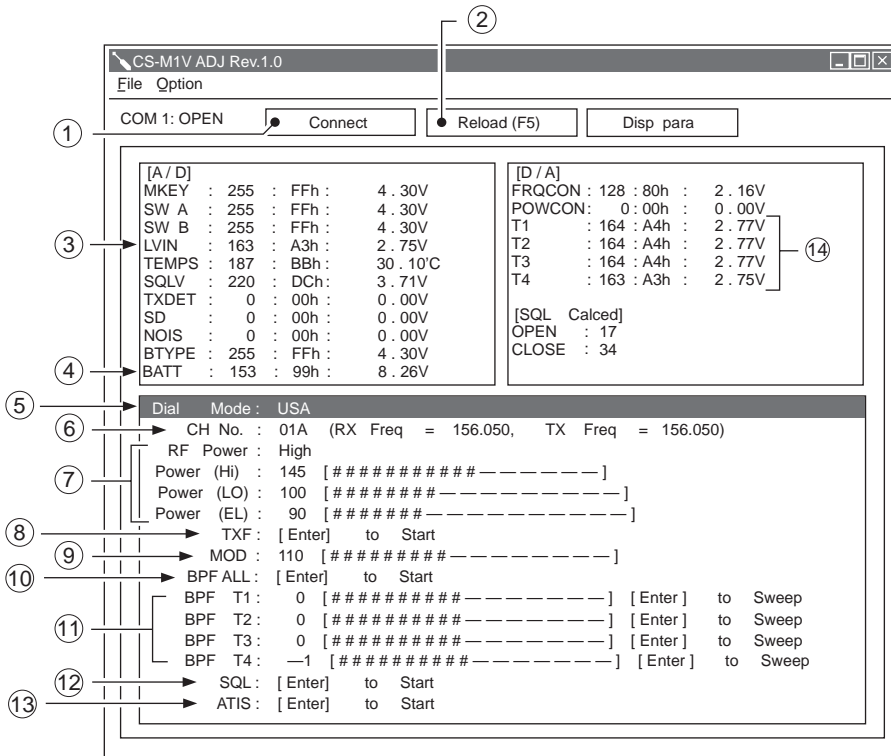 ②
CS-M1V ADJ Rev.1.0
File Option
① COM 1: OPEN Connect Reload (F5) Disp para
[A / D]
MKEY : 255 : FFh : 4 . 30V
SW A : 255 : FFh : 4 . 30V
SW B : 255 : FFh : 4 . 30V
③ LVIN : 163 : A3h : 2 . 75V
TEMPS : 187 : BBh : 30 . 10'C
SQLV : 220 : DCh : 3 . 71V
TXDET : 0 : 00h : 0 . 00V
SD : 0 : 00h : 0 . 00V
NOIS : 0 : 00h : 0 . 00V
BTYPE : 255 : FFh : 4 . 30V
④ BATT : 153 : 99h : 8 . 26V
[D / A]
FRQCON : 128 : 80h : 2 . 16V
POWCON : 0 : 00h : 0 . 00V
T1 : 164 : A4h : 2 . 77V
T2 : 164 : A4h : 2 . 77V
T3 : 164 : A4h : 2 . 77V
T4 : 163 : A3h : 2 . 75V
⑭
[SQL Calced]
OPEN : 17
CLOSE : 34
⑤ Dial Mode : USA
⑥ CH No. : 01A (RX Freq = 156.050, TX Freq = 156.050)
RF Power : High
⑦ Power (Hi) : 145 [ # # # # # # # # # # # — — — — — — — ]
Power (LO) : 100 [ # # # # # # # # — — — — — — — — — — ]
Power (EL) : 90 [ # # # # # # # — — — — — — — — — — — ]
⑧ TXF : [ Enter] to Start
⑨ MOD : 110 [ # # # # # # # # # — — — — — — — — — ]
⑩ BPF ALL : [ Enter] to Start
⑪ BPF T1 : 0 [ # # # # # # # # # # — — — — — — — — ] [ Enter ] to Sweep
BPF T2 : 0 [ # # # # # # # # # # — — — — — — — — ] [ Enter ] to Sweep
BPF T3 : 0 [ # # # # # # # # # # — — — — — — — — ] [ Enter ] to Sweep
BPF T4 : —1 [ # # # # # # # # # # — — — — — — — — ] [ Enter ] to Sweep
⑫ SQL : [ Enter] to Start
⑬ ATIS : [ Enter] to Start